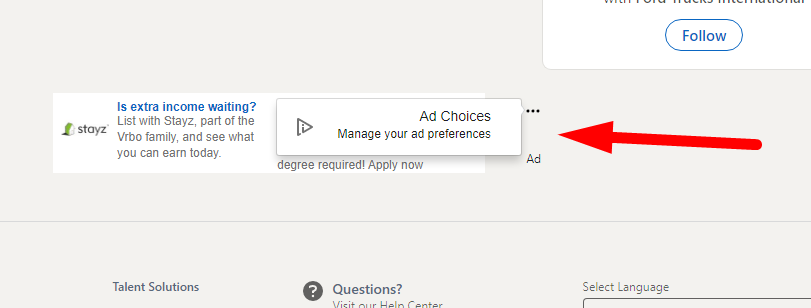 with Ford Trucks International
Follow
Is extra income waiting?
List with Stayz, part of the
Vrbo family, and see what
you can earn today.
stayz
Ad Choices
Manage your ad preferences
degree required! Apply now
...
Ad
Talent Solutions
Questions?
Visit our Help Center
Select Language